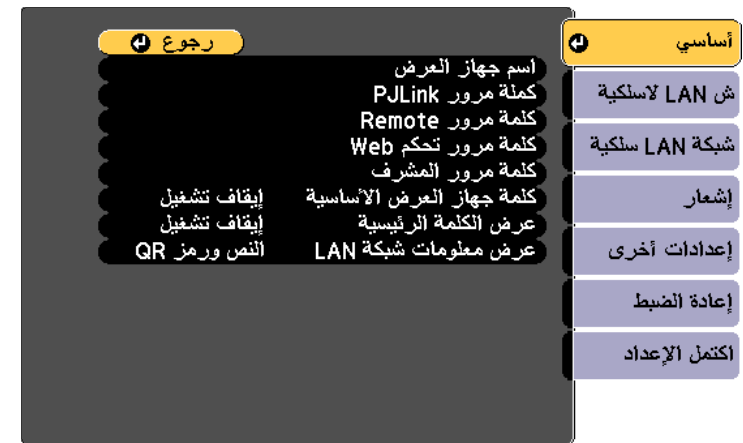 أساسي
ش LAN لاسلكية
شبكة LAN سلكية
إشعار
إعدادات أخرى
إعادة الضبط
اكتمل الإعداد
رجوع
اسم جهاز العرض
كملة مرور PJLink
كلمة مرور Remote
كلمة مرور تحكم Web
كلمة مرور المشرف
كلمة جهاز العرض الأساسية إيقاف تشغيل
عرض الكلمة الرئيسية إيقاف تشغيل
عرض معلومات شبكة LAN النص ورمز QR